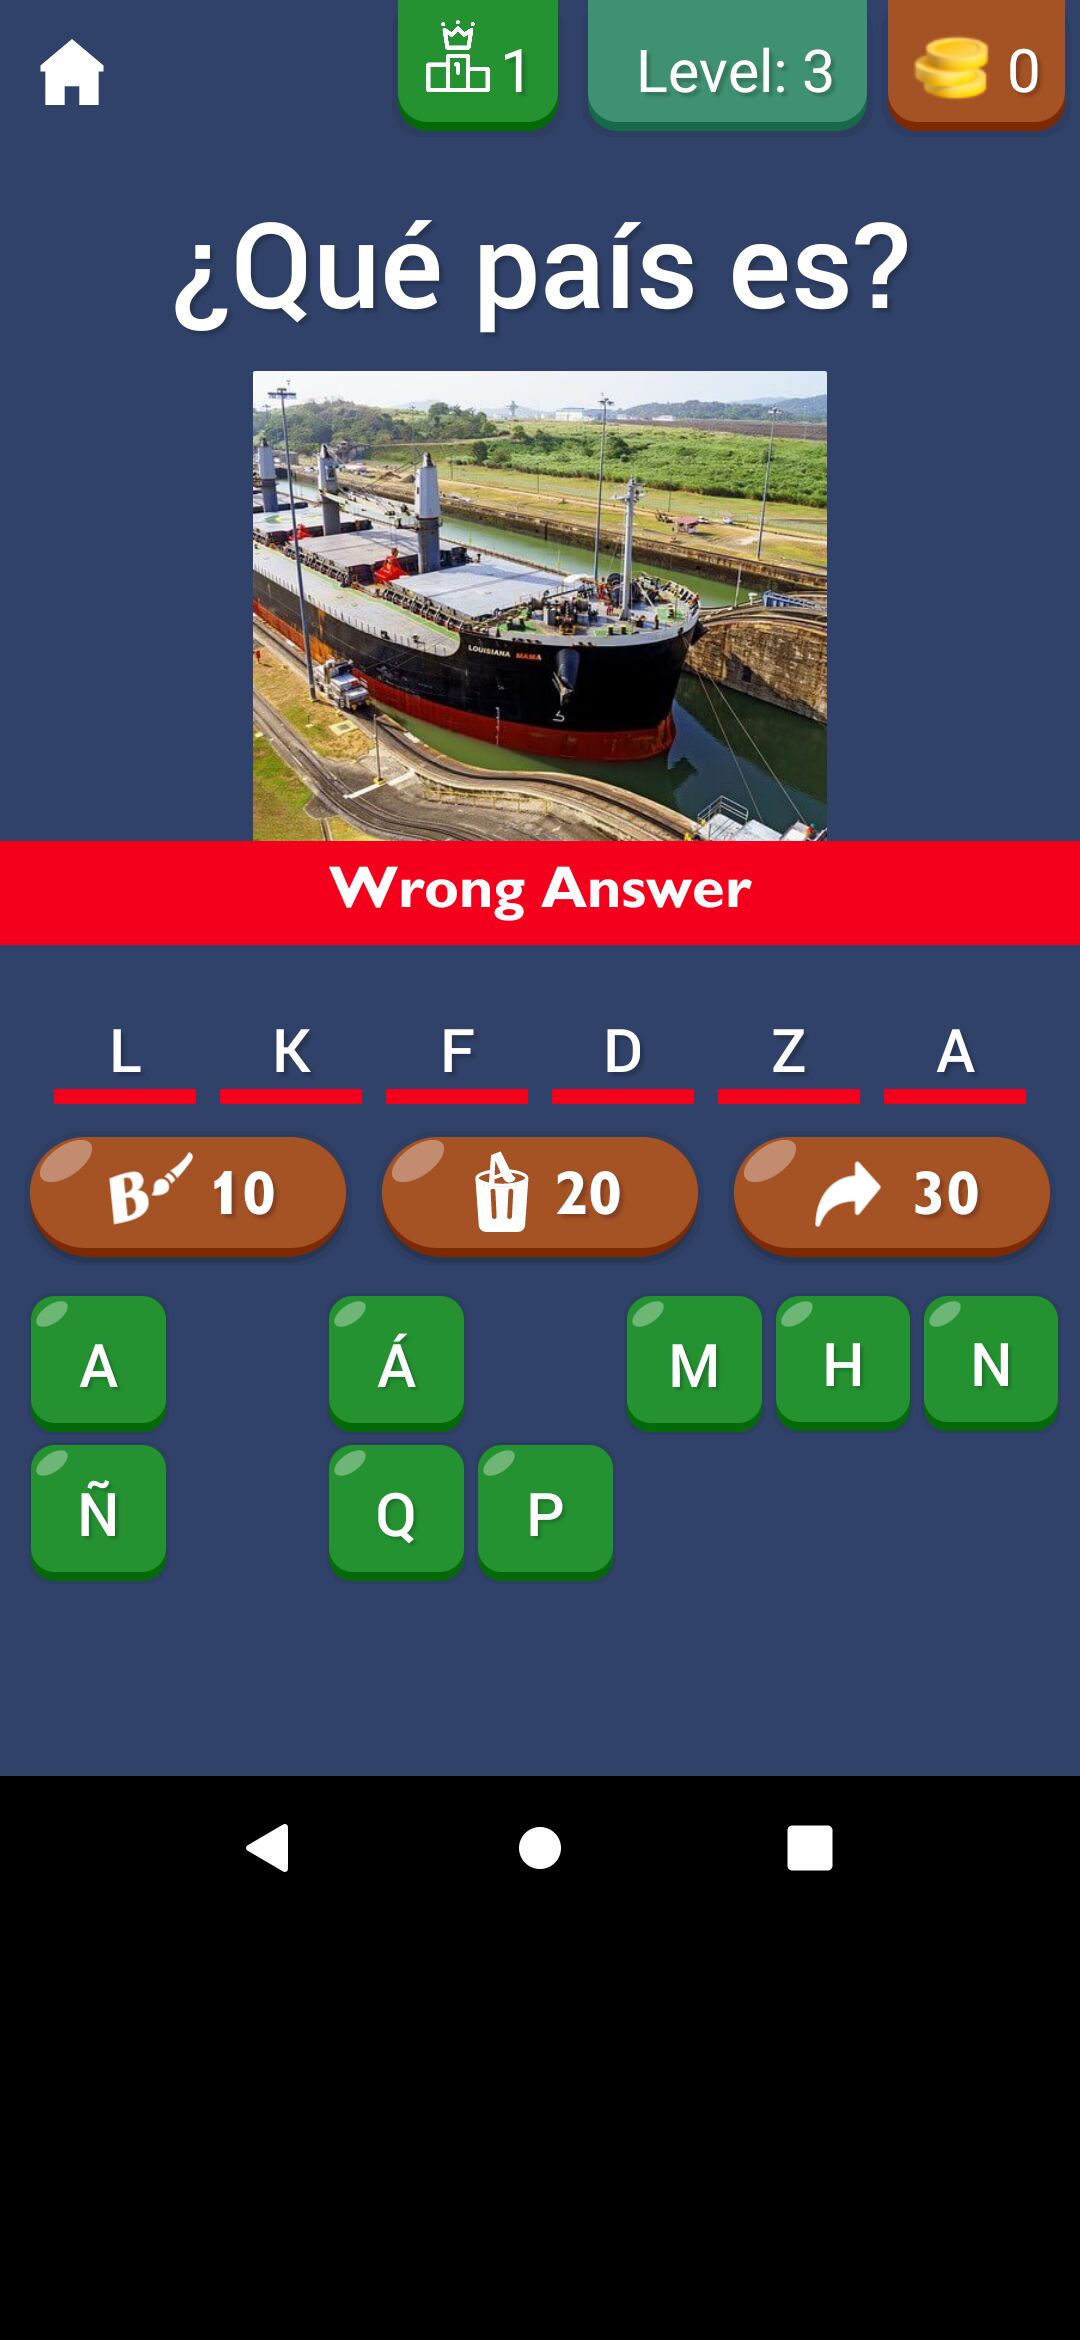 1 Level: 3 0
¿Qué país es?
LOUISIANA MAMA
Wrong Answer
L K F D Z A
B 10 20 30
A Á M H N
Ñ Q P